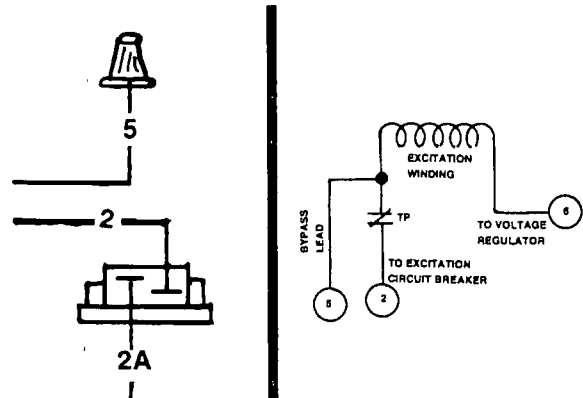 5
2
2A
EXCITATION
WINDING
BYPASS
LEAD
TP
TO VOLTAGE
REGULATOR
6
TO EXCITATION
CIRCUIT BREAKER
5
2